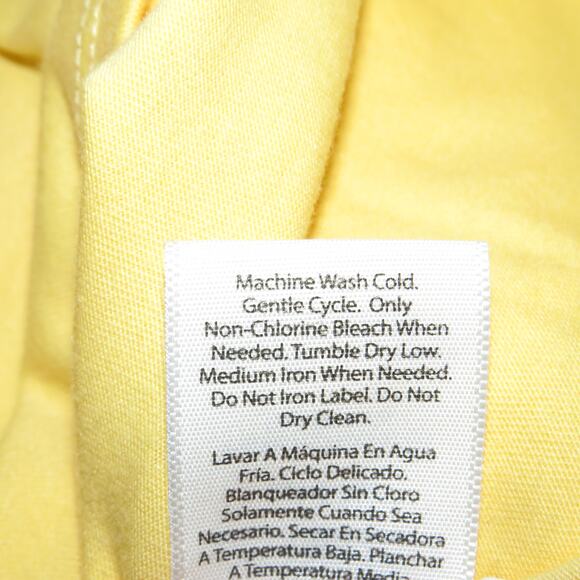 Machine Wash Cold.
Gentle Cycle. Only
Non-Chlorine Bleach When
Needed. Tumble Dry Low.
Medium Iron When Needed.
Do Not Iron Label. Do Not
Dry Clean.
Lavar A Máquina En Agua
Fría. Ciclo Delicado.
Blanqueador Sin Cloro
Solamente Cuando Sea
Necesario. Secar En Secadora
A Temperatura Baja. Planchar
A Temperatura Media